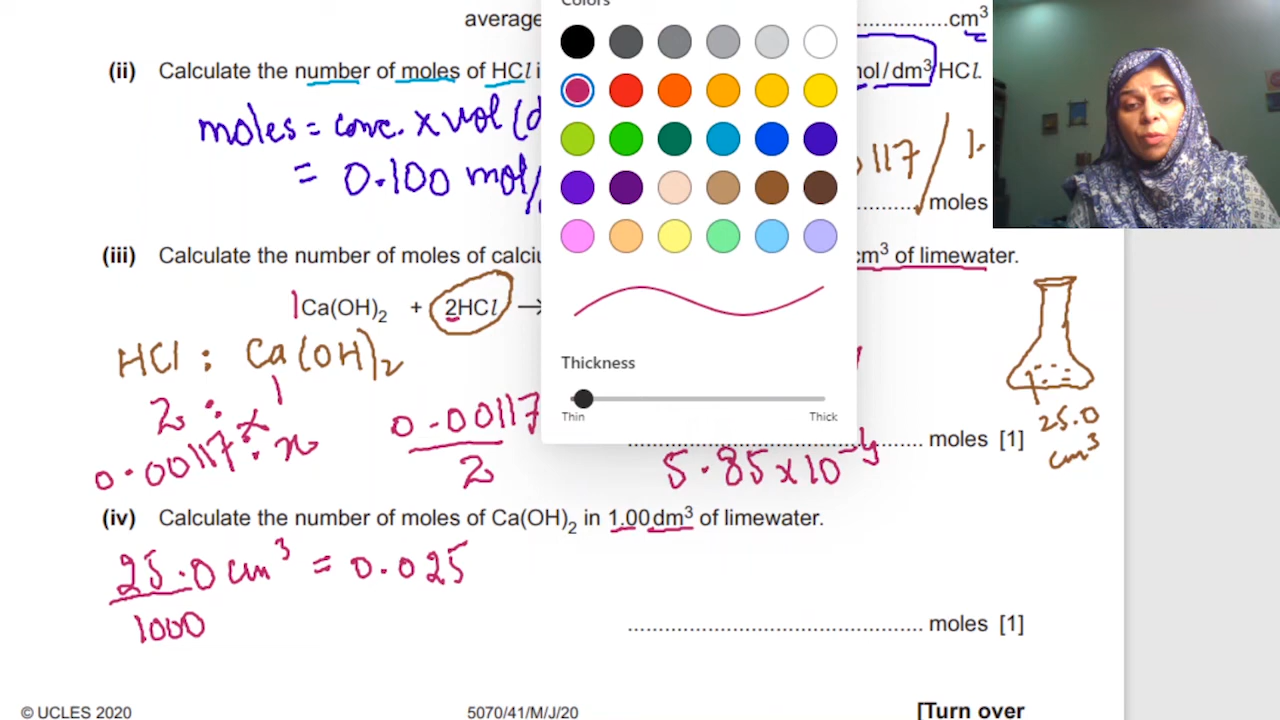 average cm³
Colors
(ii) Calculate the number of moles of HCl i mol/dm³ HCl.
moles = conc. x vol (d
= 0.100 mol/
0117 / 1.
moles
(iii) Calculate the number of moles of calciu cm³ of limewater.
1 Ca(OH)₂ + 2HCl →
HCl : Ca(OH)₂
2 : 1
0.00117 : x
0.00117
2
Thickness
Thin Thick
moles [1]
5.85 x 10⁻⁴
25.0
cm³
(iv) Calculate the number of moles of Ca(OH)₂ in 1.00 dm³ of limewater.
25.0 cm³ = 0.025
1000
moles [1]
© UCLES 2020 5070/41/M/J/20 [Turn over